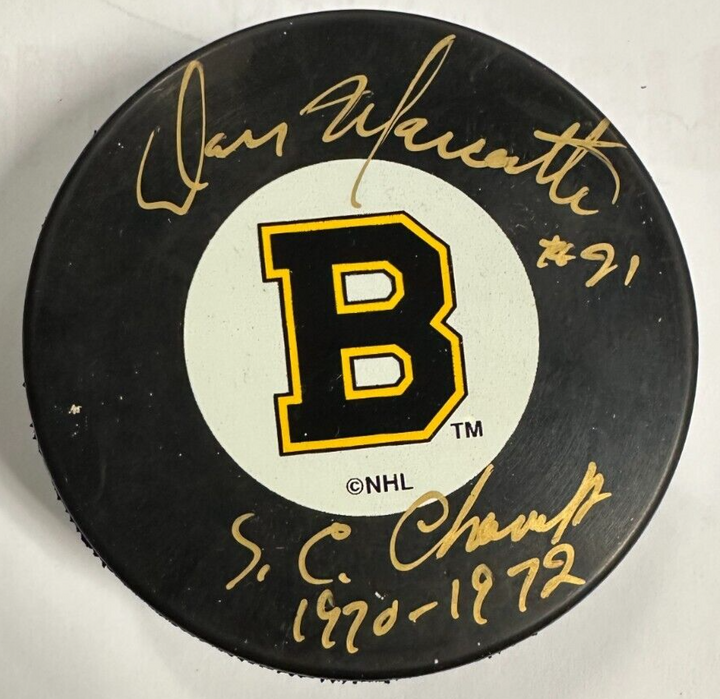 Don Marcotte
#21
B
TM
©NHL
S.C. Champs
1970-1972